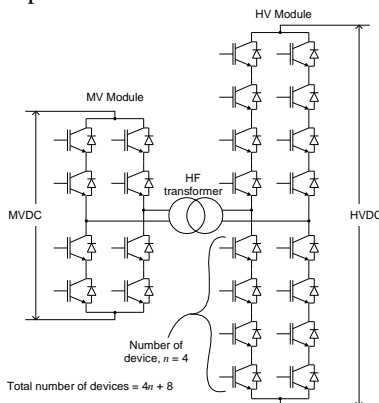 HV Module
MV Module
HF
transformer
MVDC
HVDC
Number of
device, n = 4
Total number of devices = 4n + 8